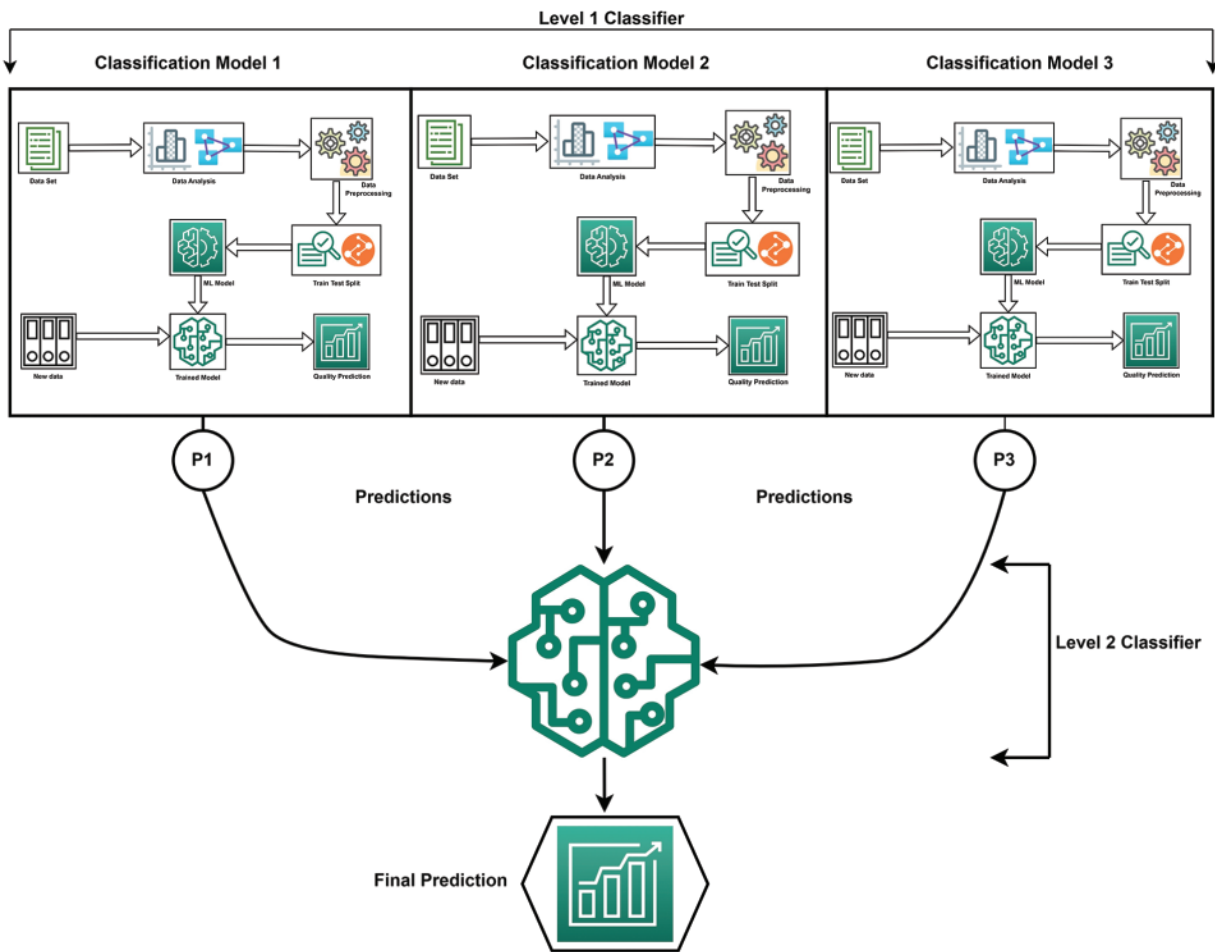 Level 1 Classifier
Classification Model 1
Classification Model 2
Classification Model 3
Data Set
Data Analysis
Data
Preprocessing
ML Model
Train Test Split
New data
Trained Model
Quality Prediction
Data Set
Data Analysis
Data
Preprocessing
ML Model
Train Test Split
New data
Trained Model
Quality Prediction
Data Set
Data Analysis
Data
Preprocessing
ML Model
Train Test Split
New data
Trained Model
Quality Prediction
P1
P2
P3
Predictions
Predictions
Level 2 Classifier
Final Prediction